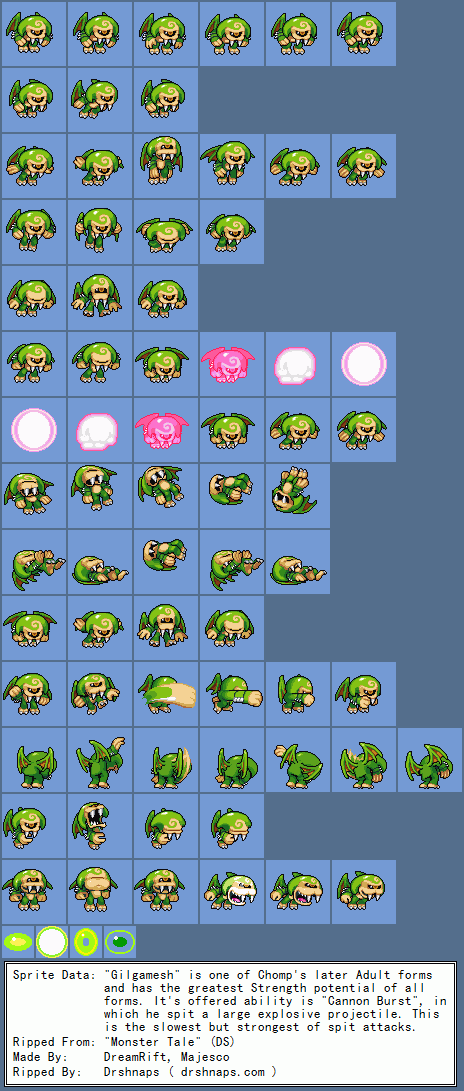 Sprite Data: "Gilgamesh" is one of Chomp's later Adult forms
and has the greatest Strength potential of all
forms. It's offered ability is "Cannon Burst", in
which he spit a large explosive projectile. This
is the slowest but strongest of spit attacks.
Ripped From: "Monster Tale" (DS)
Made By: DreamRift, Majesco
Ripped By: Drshnaps ( drshnaps.com )